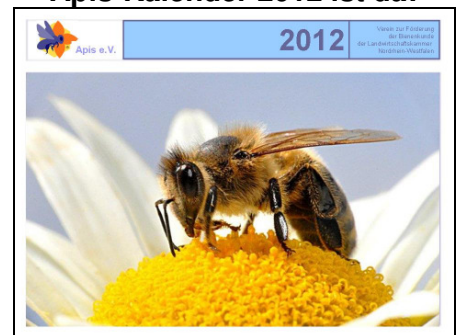 Apis Kalender 2012 ist da!
Apis e.V.
2012
Verein zur Förderung
der Bienenkunde
der Landwirtschaftskammer
Nordrhein-Westfalen